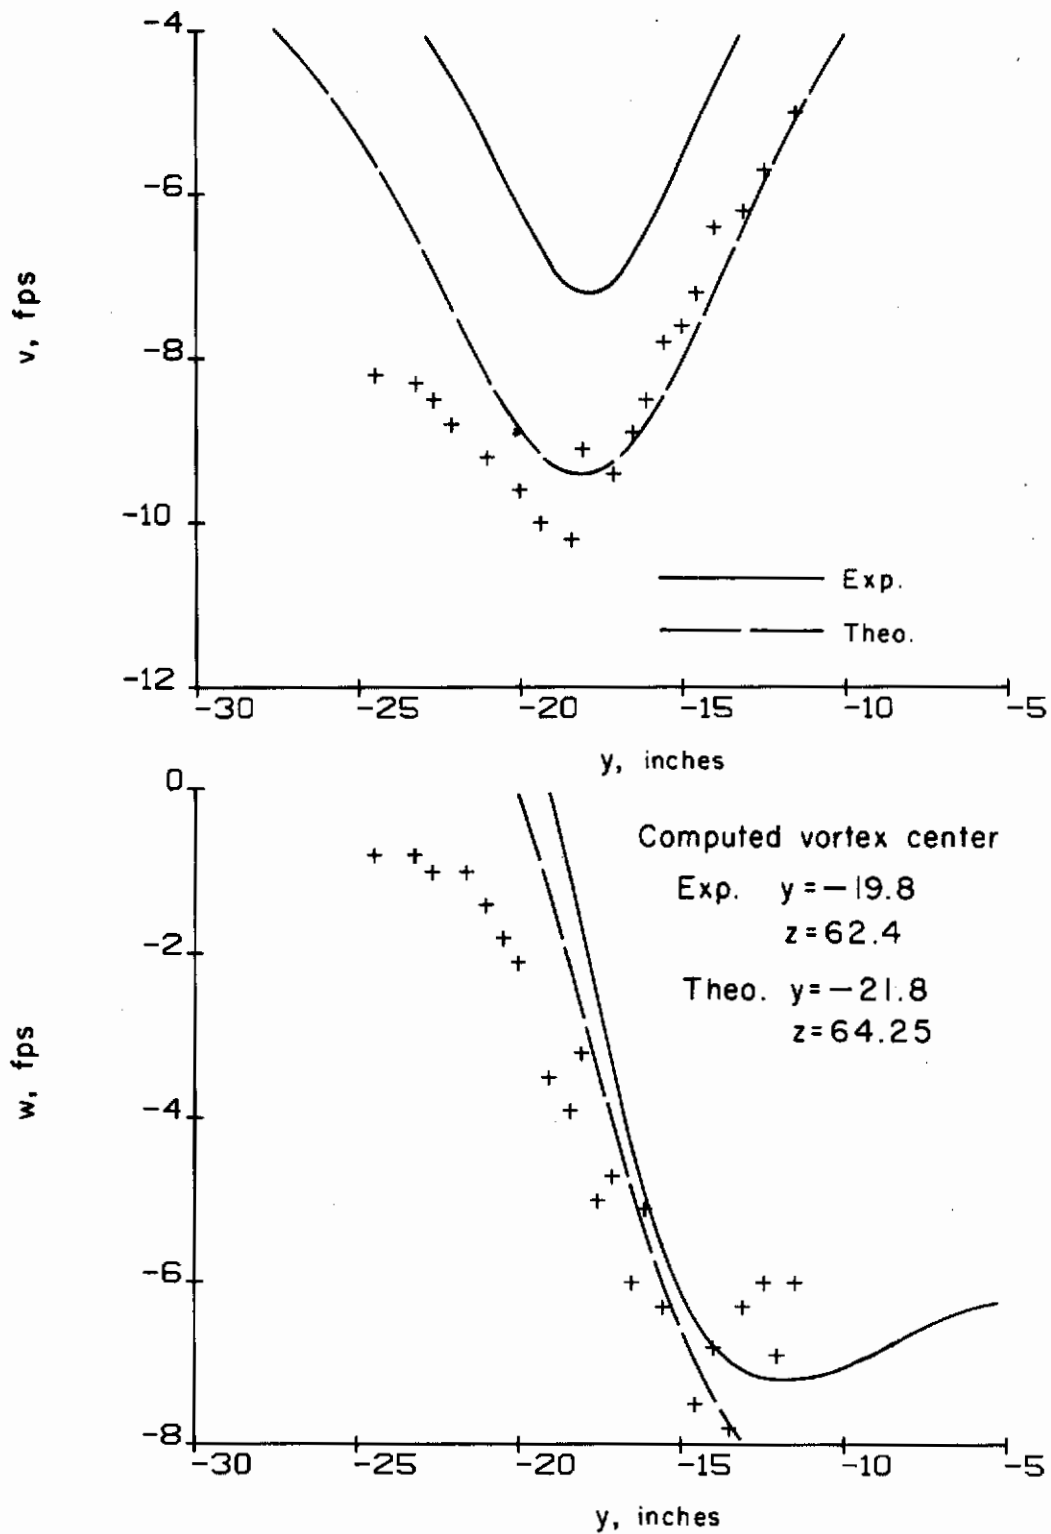 -4
-6
-8
-10
-12
v, fps
Exp.
Theo.
-30 -25 -20 -15 -10 -5
y, inches
0
-2
-4
-6
-8
w, fps
Computed vortex center
Exp. y=-19.8
z=62.4
Theo. y=-21.8
z=64.25
-30 -25 -20 -15 -10 -5
y, inches